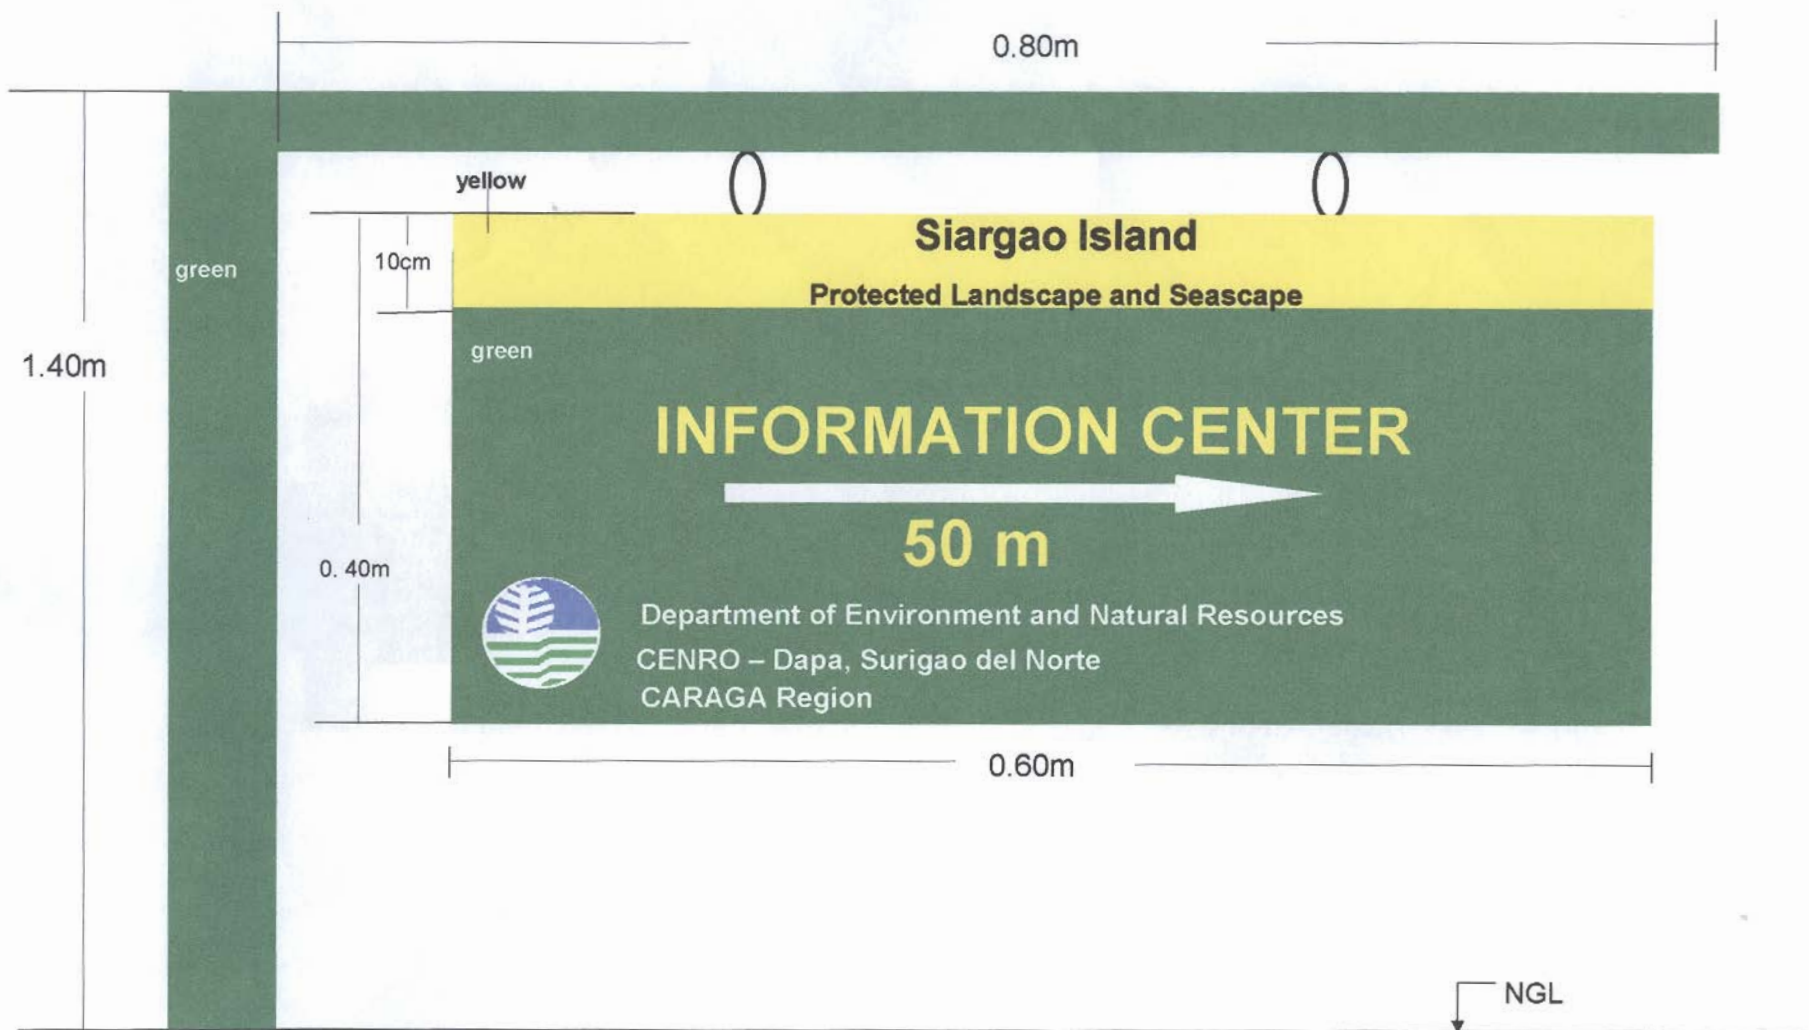 0.80m
yellow
Siargao Island
10cm
green
Protected Landscape and Seascape
green
1.40m
INFORMATION CENTER
50 m
0. 40m
Department of Environment and Natural Resources
CENRO – Dapa, Surigao del Norte
CARAGA Region
0.60m
NGL